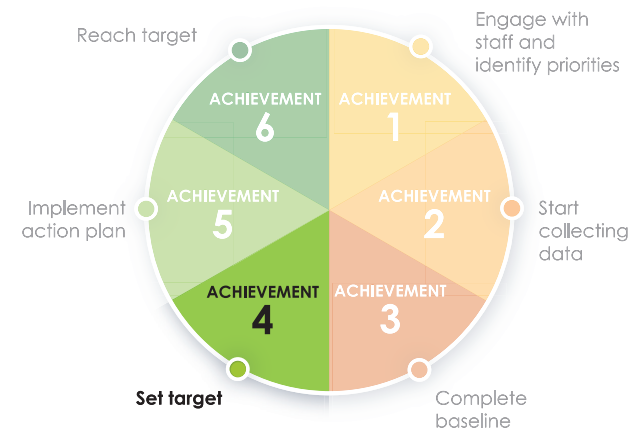 Engage with
staff and
identify priorities
ACHIEVEMENT
1
ACHIEVEMENT
2
Start
collecting
data
ACHIEVEMENT
3
Complete
baseline
ACHIEVEMENT
4
Set target
ACHIEVEMENT
5
Implement
action plan
ACHIEVEMENT
6
Reach target